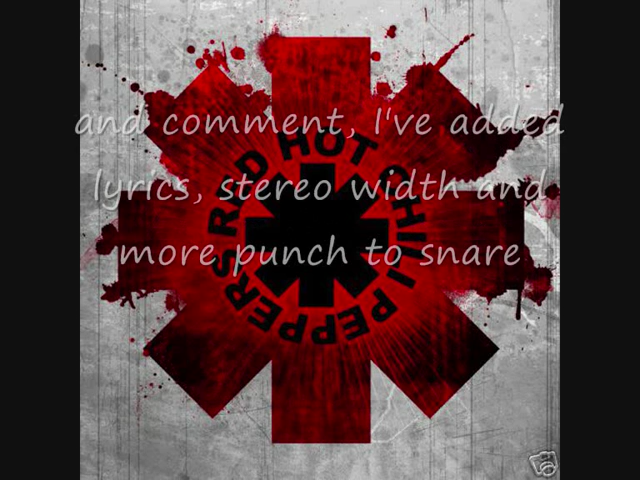 and comment, I've added
lyrics, stereo width and
more punch to snare
RED HOT CHILI PEPPERS